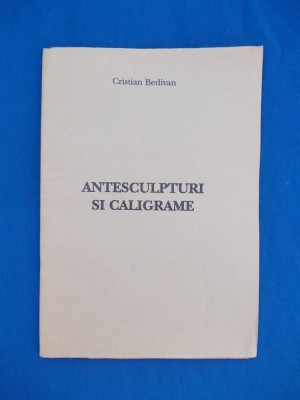 Cristian Bedivan
ANTESCULPTURI
SI CALIGRAME